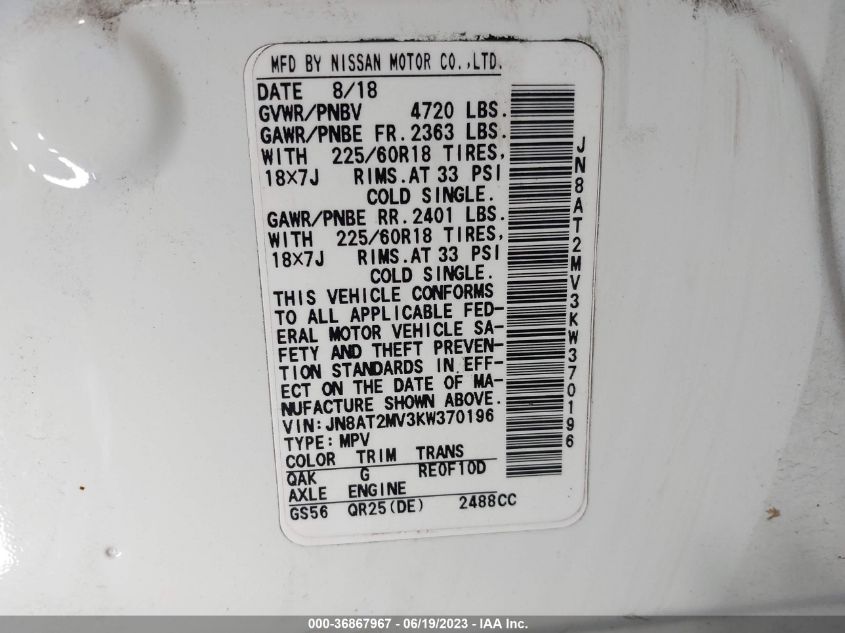 MFD BY NISSAN MOTOR CO.,LTD.
DATE 8/18
GVWR/PNBV 4720 LBS.
GAWR/PNBE FR. 2363 LBS.
WITH 225/60R18 TIRES,
18X7J RIMS. AT 33 PSI
COLD SINGLE.
GAWR/PNBE RR. 2401 LBS.
WITH 225/60R18 TIRES,
18X7J RIMS. AT 33 PSI
COLD SINGLE.
THIS VEHICLE CONFORMS
TO ALL APPLICABLE FED-
ERAL MOTOR VEHICLE SA-
FETY AND THEFT PREVEN-
TION STANDARDS IN EFF-
ECT ON THE DATE OF MA-
NUFACTURE SHOWN ABOVE.
VIN: JN8AT2MV3KW370196
TYPE: MPV
COLOR TRIM TRANS
QAK G RE0F10D
AXLE ENGINE
GS56 QR25(DE) 2488CC
JN8AT2MV3KW370196
000-36867967 - 06/19/2023 - IAA Inc.